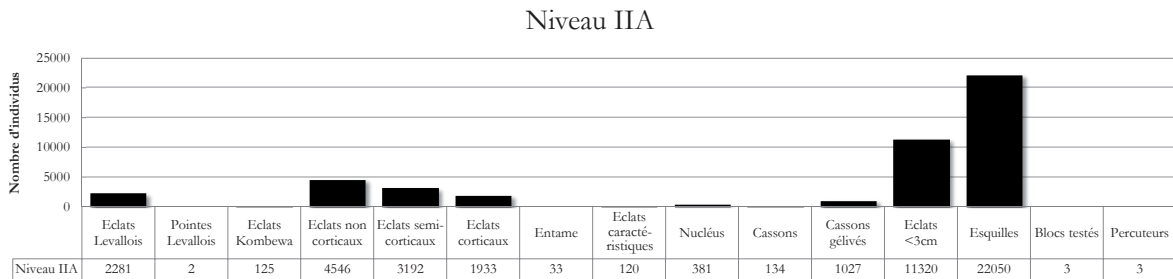 Niveau IIA
Nombre d'individus
25000
20000
15000
10000
5000
0
Eclats Levallois
Pointes Levallois
Eclats Kombewa
Eclats non corticaux
Eclats semi-corticaux
Eclats corticaux
Entame
Eclats caracté-ristiques
Nucléus
Cassons
Cassons gélivés
Eclats <3cm
Esquilles
Blocs testés
Percuteurs
Niveau IIA 2281 2 125 4546 3192 1933 33 120 381 134 1027 11320 22050 3 3